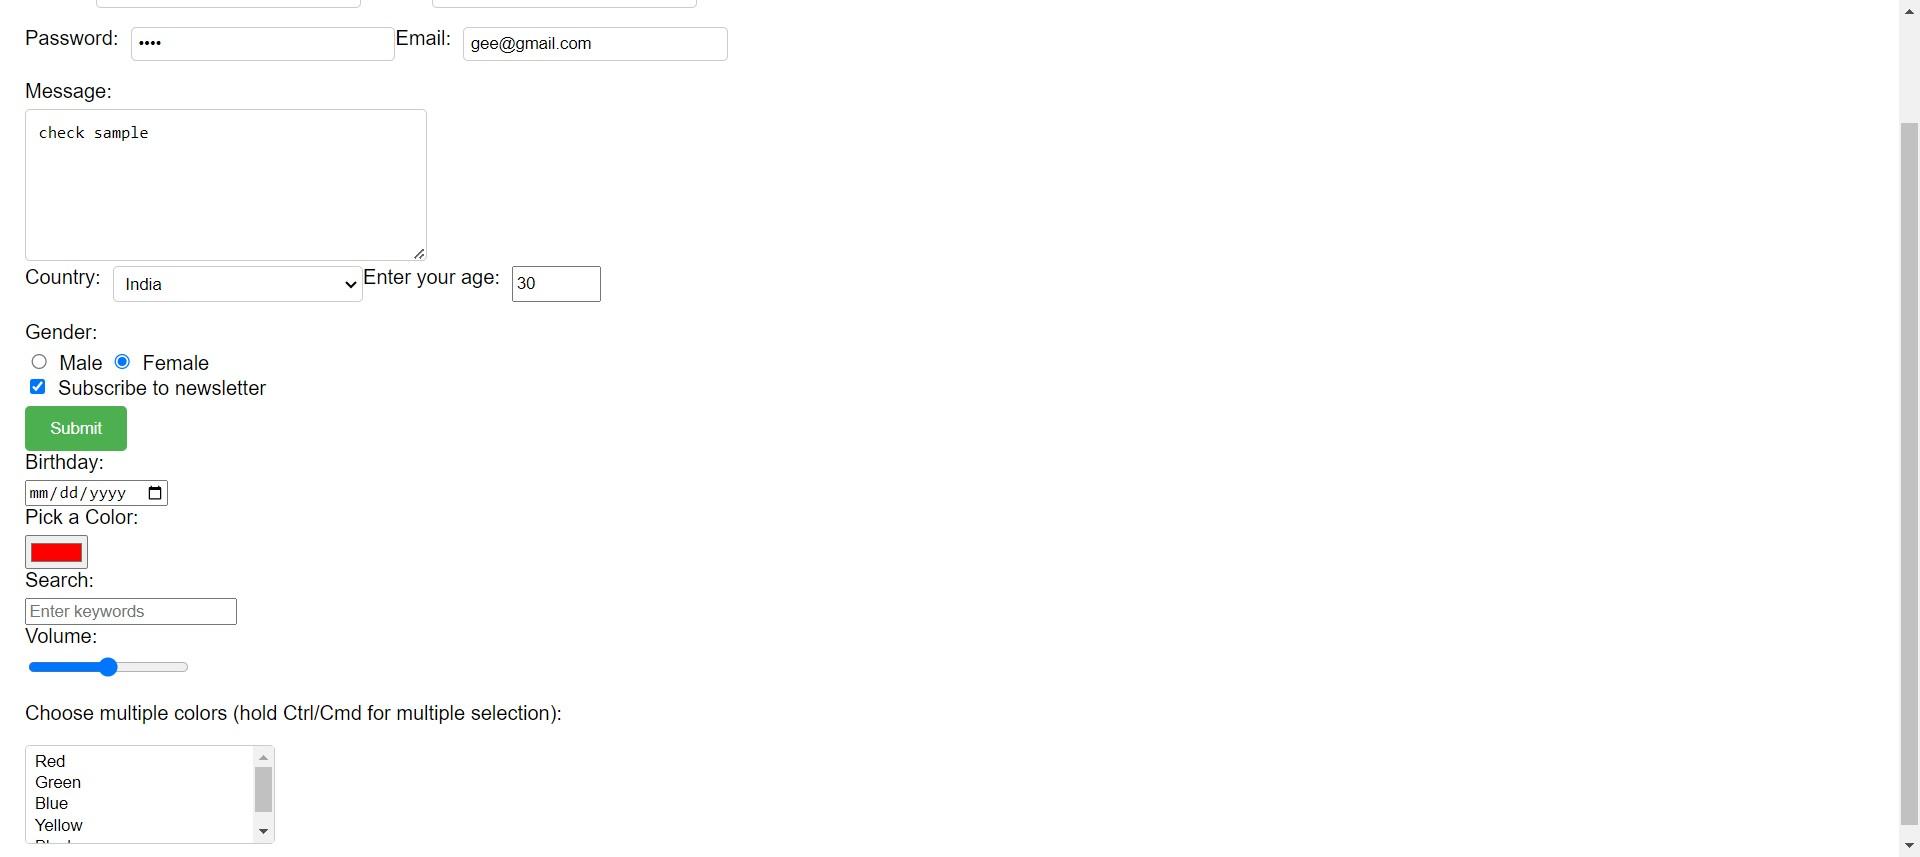 Password: •••• Email: gee@gmail.com
Message:
check sample
Country: India Enter your age: 30
Gender:
Male Female
Subscribe to newsletter
Submit
Birthday:
mm/dd/yyyy
Pick a Color:
Search:
Enter keywords
Volume:
Choose multiple colors (hold Ctrl/Cmd for multiple selection):
Red
Green
Blue
Yellow